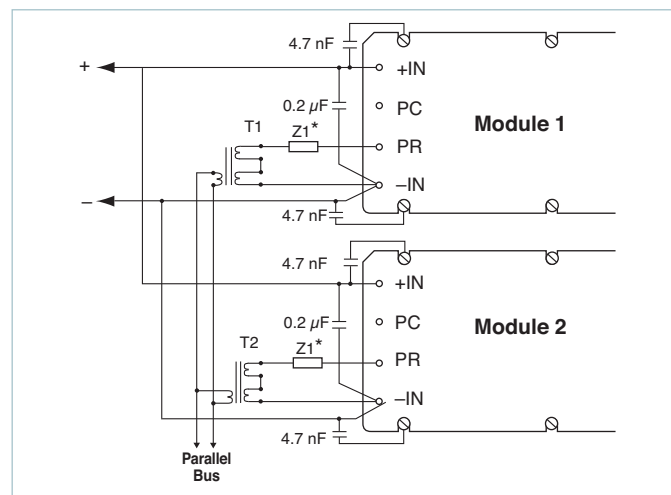 4.7 nF
+
+IN
0.2 µF
PC
T1
Z1*
Module 1
PR
–
–IN
4.7 nF
4.7 nF
+IN
0.2 µF
PC
T2
Z1*
Module 2
PR
–IN
4.7 nF
Parallel
Bus